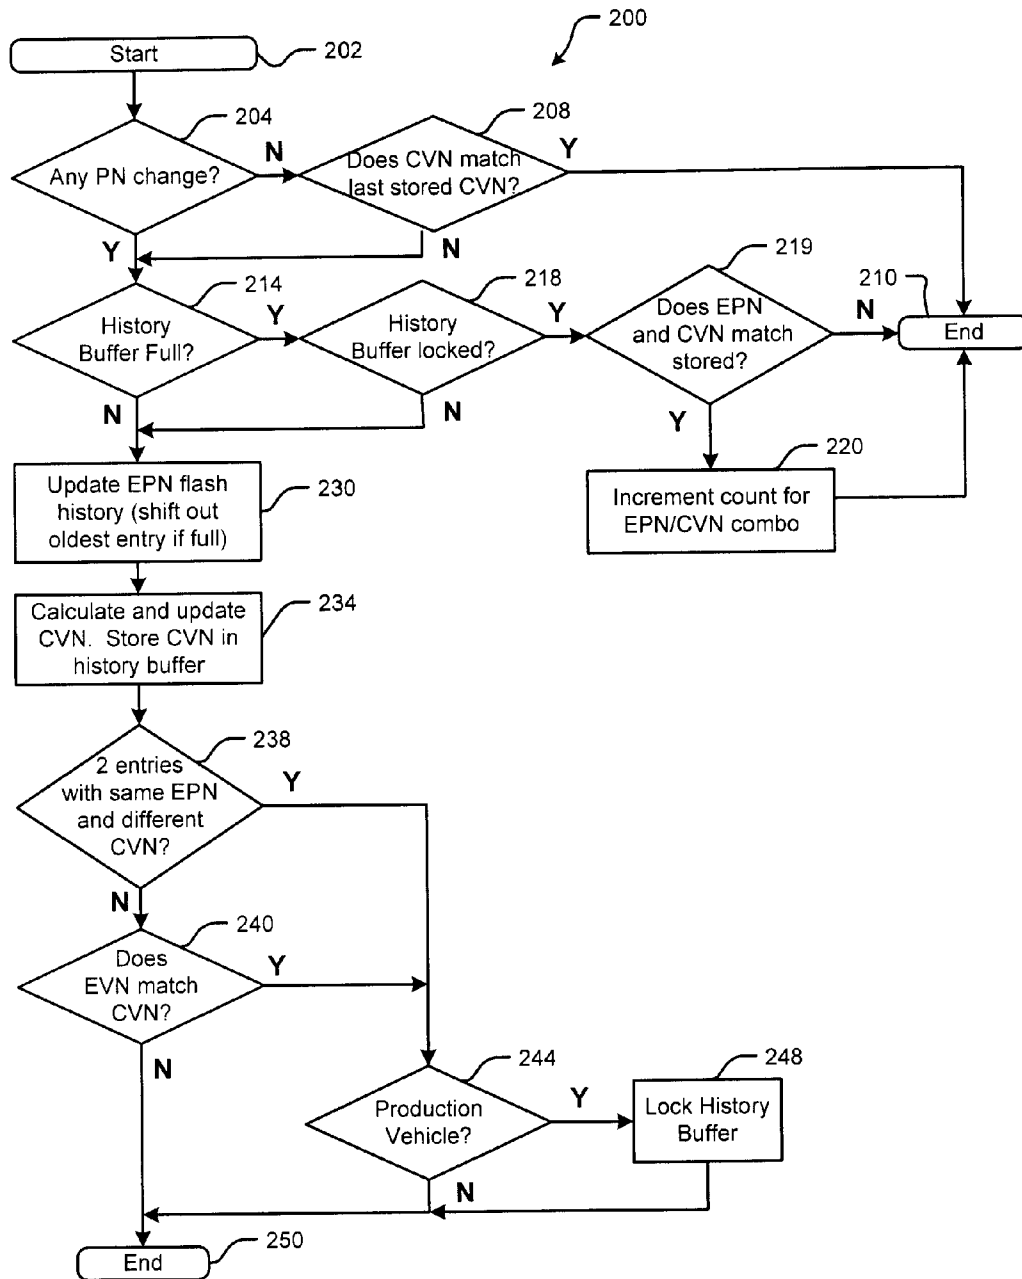 200
Start
202
204
208
Any PN change?
N
Does CVN match
last stored CVN?
Y
Y
N
214
218
219
210
History
Buffer Full?
Y
History
Buffer locked?
Y
Does EPN
and CVN match
stored?
N
End
N
N
Y
220
Update EPN flash
history (shift out
oldest entry if full)
230
Increment count for
EPN/CVN combo
Calculate and update
CVN.  Store CVN in
history buffer
234
238
2 entries
with same EPN
and different
CVN?
Y
N
240
Does
EVN match
CVN?
Y
N
244
248
Production
Vehicle?
Y
Lock History
Buffer
N
End
250